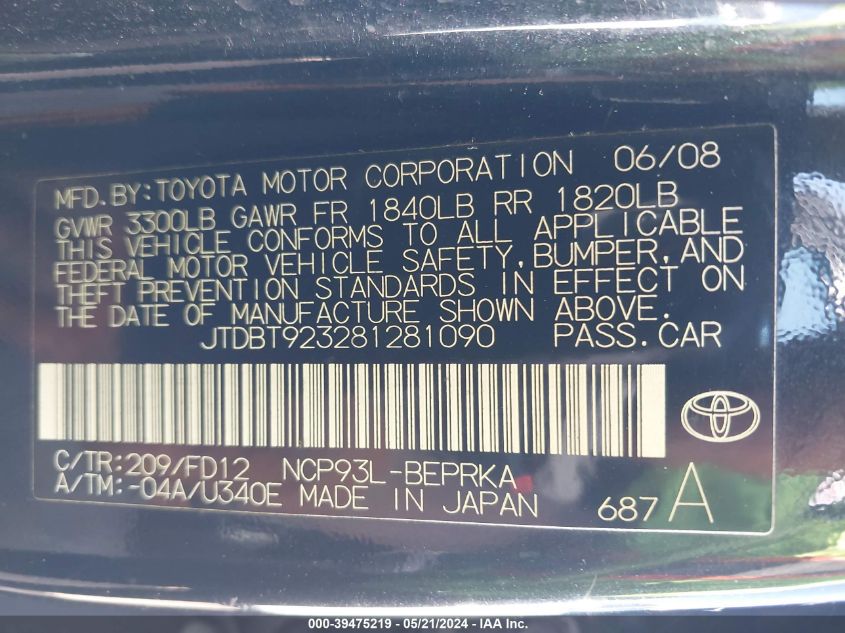 MFD.BY:TOYOTA MOTOR CORPORATION 06/08
GVWR 3300LB GAWR FR 1840LB RR 1820LB
THIS VEHICLE CONFORMS TO ALL APPLICABLE
FEDERAL MOTOR VEHICLE SAFETY,BUMPER,AND
THEFT PREVENTION STANDARDS IN EFFECT ON
THE DATE OF MANUFACTURE SHOWN ABOVE.
JTDBT923281281090 PASS.CAR
C/TR:209/FD12 NCP93L-BEPRKA
A/TM:-04A/U340E MADE IN JAPAN 687A
000-39475219 - 05/21/2024 - IAA Inc.